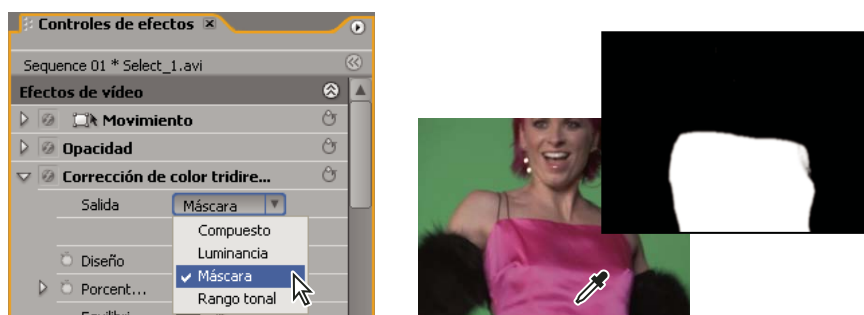 Controles de efectos
Sequence 01 * Select_1.avi
Efectos de vídeo
Movimiento
Opacidad
Corrección de color tridire...
Salida
Máscara
Compuesto
Luminancia
Máscara
Rango tonal
Diseño
Porcent...